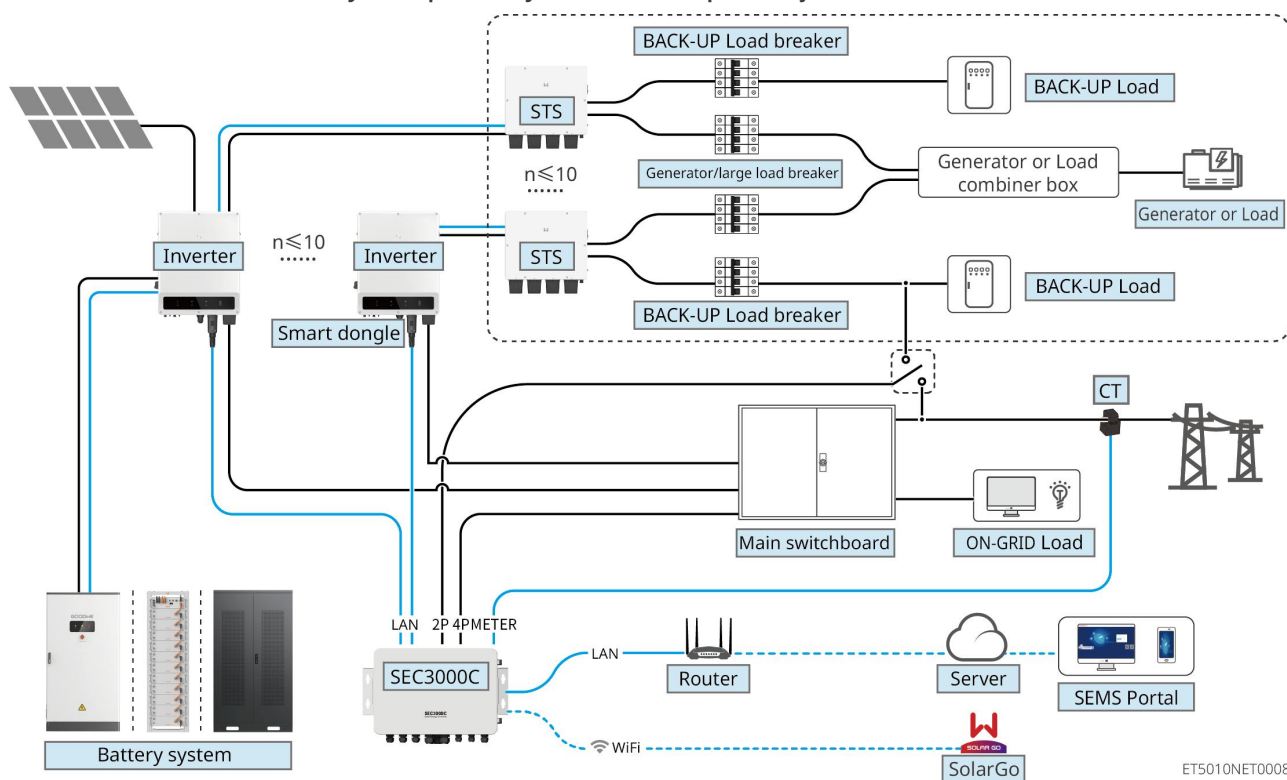 BACK-UP Load breaker
STS
BACK-UP Load
n≤10
Generator/large load breaker
Generator or Load
combiner box
Generator or Load
Inverter
n≤10
Inverter
STS
BACK-UP Load
Smart dongle
BACK-UP Load breaker
CT
Main switchboard
ON-GRID Load
LAN
2P
4P
METER
SEC3000C
SEC3000C
LAN
Router
Server
SEMS Portal
Battery system
WiFi
SOLAR GO
SolarGo
ET5010NET0008